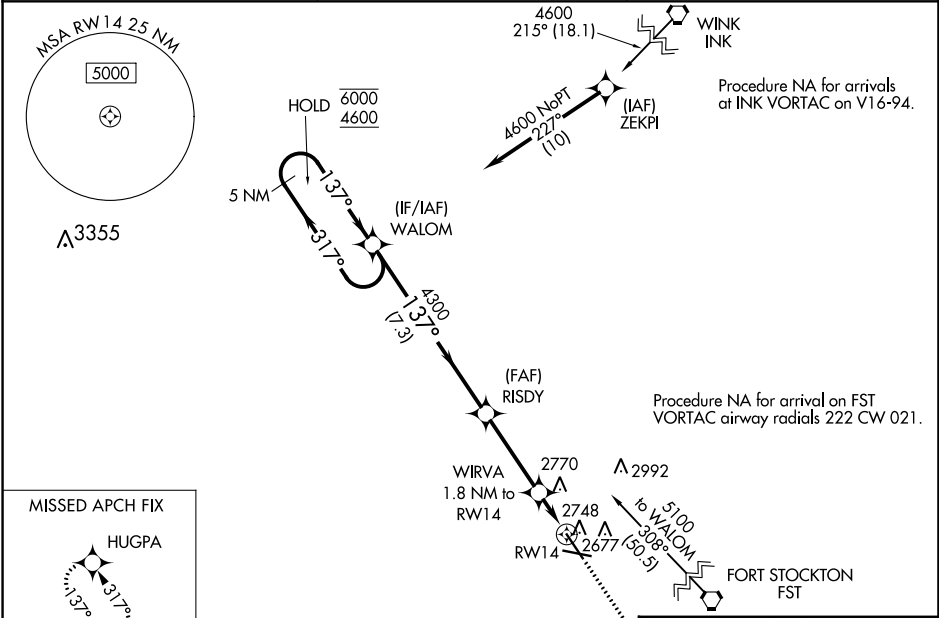 MSA RW14 25 NM
5000
3355
4600
215° (18.1)
WINK
INK
Procedure NA for arrivals
at INK VORTAC on V16-94.
(IAF)
ZEKPI
4600 NoPT
227°
(10)
HOLD
6000
4600
5 NM
137°
317°
(IF/IAF)
WALOM
4300
137°
(7.3)
(FAF)
RISDY
Procedure NA for arrival on FST
VORTAC airway radials 222 CW 021.
WIRVA
1.8 NM to
RW14
2770
2992
2748
2677
RW14
5100
to WALOM
308°
(50.5)
FORT STOCKTON
FST
MISSED APCH FIX
HUGPA
137°
317°